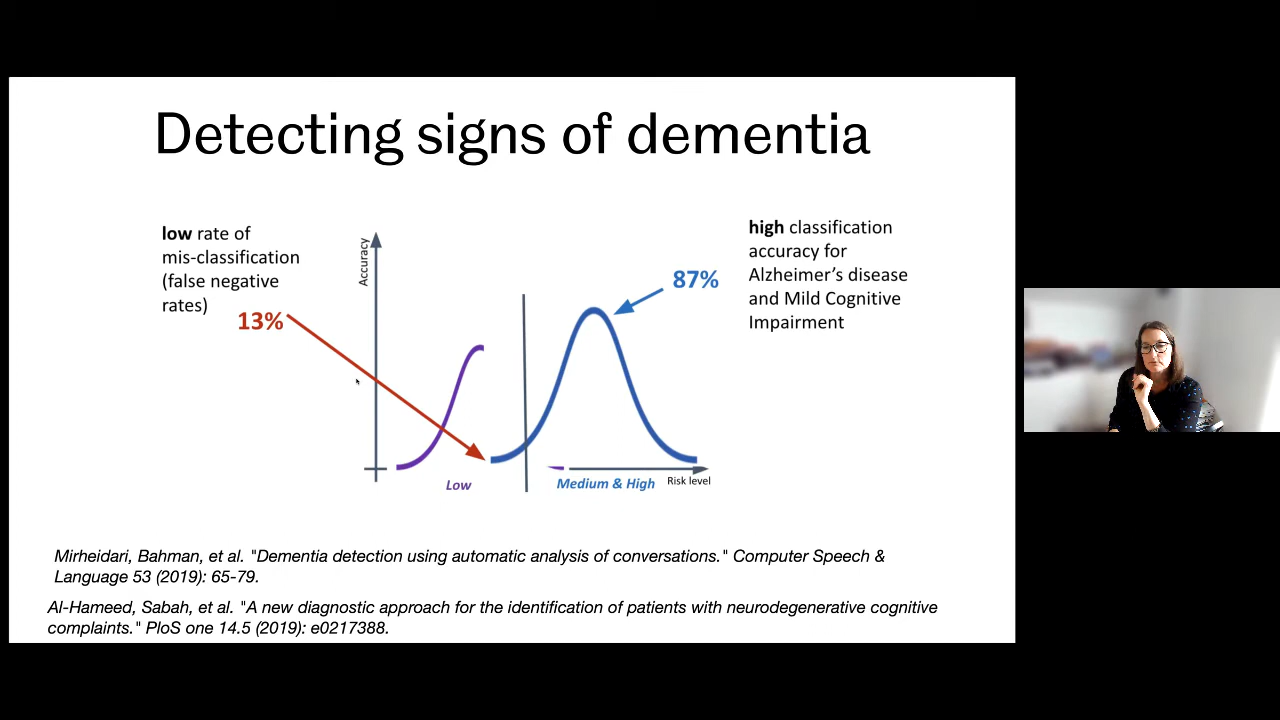 Detecting signs of dementia
low rate of
mis-classification
(false negative
rates)
13%
Accuracy
87%
high classification
accuracy for
Alzheimer's disease
and Mild Cognitive
Impairment
Low
Medium & High
Risk level
Mirheidari, Bahman, et al. "Dementia detection using automatic analysis of conversations." Computer Speech &
Language 53 (2019): 65-79.
Al-Hameed, Sabah, et al. "A new diagnostic approach for the identification of patients with neurodegenerative cognitive
complaints." PloS one 14.5 (2019): e0217388.